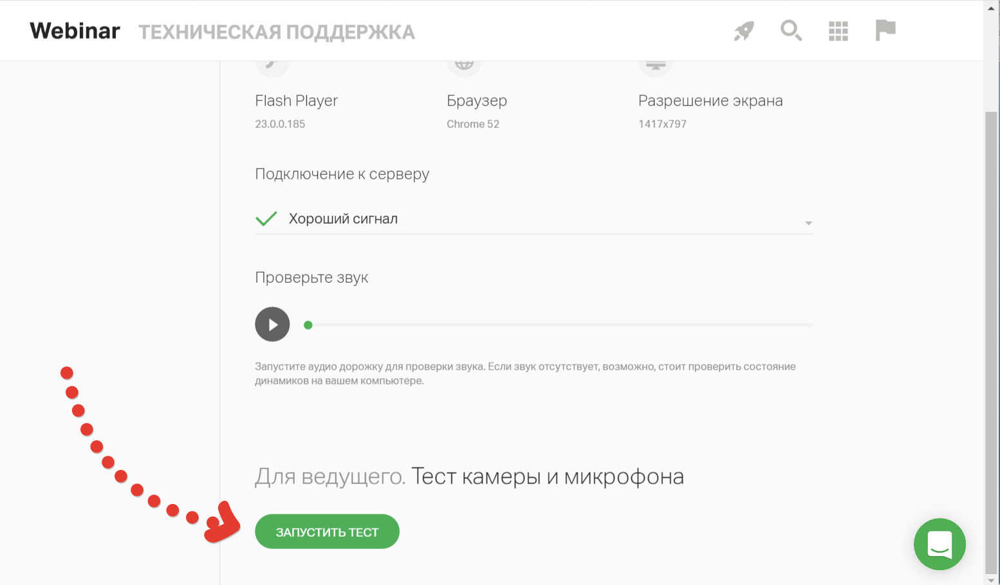 Webinar ТЕХНИЧЕСКАЯ ПОДДЕРЖКА
Flash Player
23.0.0.185
Браузер
Chrome 52
Разрешение экрана
1417x797
Подключение к серверу
Хороший сигнал
Проверьте звук
Запустите аудио дорожку для проверки звука. Если звук отсутствует, возможно, стоит проверить состояние
динамиков на вашем компьютере.
Для ведущего. Тест камеры и микрофона
ЗАПУСТИТЬ ТЕСТ